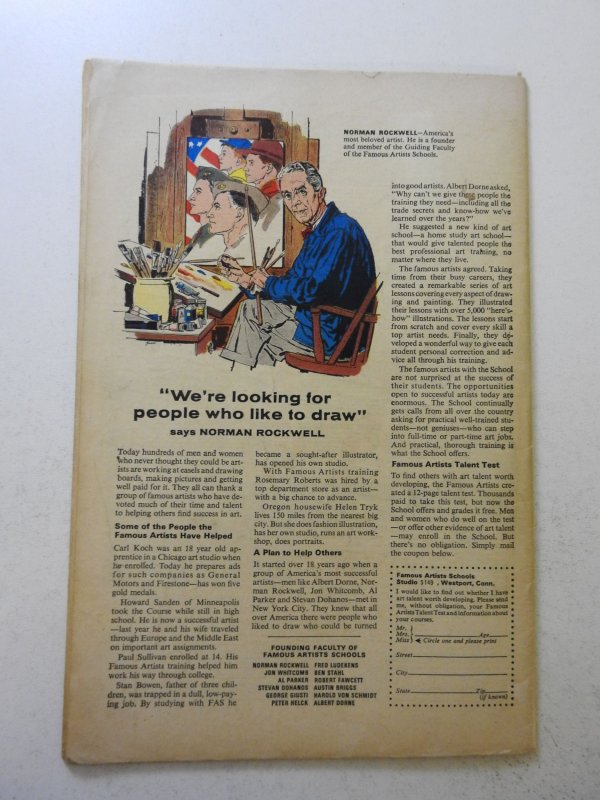 NORMAN ROCKWELL—America's
most beloved artist. He is a founder
and member of the Guiding Faculty
of the Famous Artists Schools.
"We're looking for
people who like to draw"
says NORMAN ROCKWELL
Today hundreds of men and women
who never thought they could be art-
ists are working at easels and drawing
boards, making pictures and getting
well paid for it. They all can thank a
group of famous artists who have de-
voted much of their time and talent
to helping others find success in art.
Some of the People the
Famous Artists Have Helped
Carl Koch was an 18 year old ap-
prentice in a Chicago art studio when
he enrolled. Today he prepares ads
for such companies as General
Motors and Firestone—has won five
gold medals.
Howard Sanden of Minneapolis
took the Course while still in high
school. He is now a successful artist
—last year he and his wife traveled
through Europe and the Middle East
on important art assignments.
Paul Sullivan enrolled at 14. His
Famous Artists training helped him
work his way through college.
Stan Bowen, father of three chil-
dren, was trapped in a dull, low-pay-
ing job. By studying with FAS he
became a sought-after illustrator,
has opened his own studio.
With Famous Artists training
Rosemary Roberts was hired by a
top department store as an artist—
with a big chance to advance.
Oregon housewife Helen Tryk
lives 150 miles from the nearest big
city. But she does fashion illustration,
has her own studio, runs an art work-
shop, does portraits.
A Plan to Help Others
It started over 18 years ago when a
group of America's most successful
artists—men like Albert Dorne, Nor-
man Rockwell, Jon Whitcomb, Al
Parker and Stevan Dohanos—met in
New York City. They knew that all
over America there were people who
liked to draw who could be turned
FOUNDING FACULTY OF
FAMOUS ARTISTS SCHOOLS
NORMAN ROCKWELL FRED LUDEKENS
JON WHITCOMB BEN STAHL
AL PARKER ROBERT FAWCETT
STEVAN DOHANOS AUSTIN BRIGGS
GEORGE GIUSTI HAROLD VON SCHMIDT
PETER HELCK ALBERT DORNE
into good artists. Albert Dorne asked,
"Why can't we give these people the
training they need—including all the
trade secrets and know-how we've
learned over the years?"
He suggested a new kind of art
school—a home study art school—
that would give talented people the
best professional art training, no
matter where they live.
The famous artists agreed. Taking
time from their busy careers, they
created a remarkable series of art
lessons covering every aspect of draw-
ing and painting. They illustrated
their lessons with over 5,000 "here's-
how" illustrations. The lessons start
from scratch and cover every skill a
top artist needs. Finally, they de-
veloped a wonderful way to give each
student personal correction and ad-
vice all through his training.
The famous artists with the School
are not surprised at the success of
their students. The opportunities
open to successful artists today are
enormous. The School continually
gets calls from all over the country
asking for practical well-trained stu-
dents—not geniuses—who can step
into full-time or part-time art jobs.
And practical, thorough training is
what the School offers.
Famous Artists Talent Test
To find others with art talent worth
developing, the Famous Artists cre-
ated a 12-page talent test. Thousands
paid to take this test, but now the
School offers and grades it free. Men
and women who do well on the test
—or offer other evidence of art talent
—may enroll in the School. But
there's no obligation. Simply mail
the coupon below.
Famous Artists Schools
Studio 5149, Westport, Conn.
I would like to find out whether I have
art talent worth developing. Please send
me, without obligation, your Famous
Artists Talent Test and information about
your courses.
Mr.
Mrs. Age
Miss Circle one and please print
Street
City
State Zip
(if known)